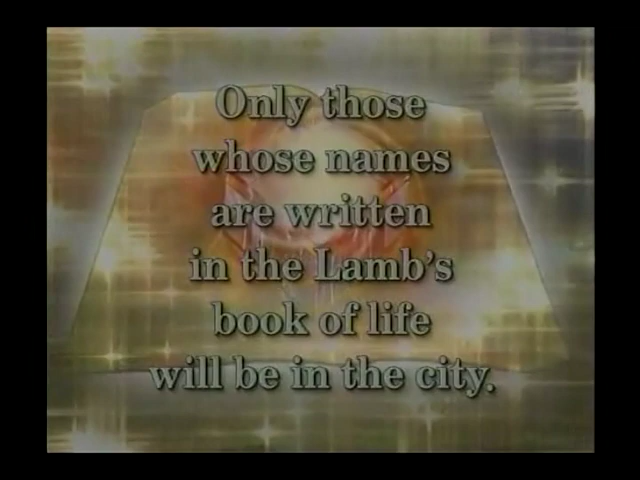 Only those
whose names
are written
in the Lamb's
book of life
will be in the city.